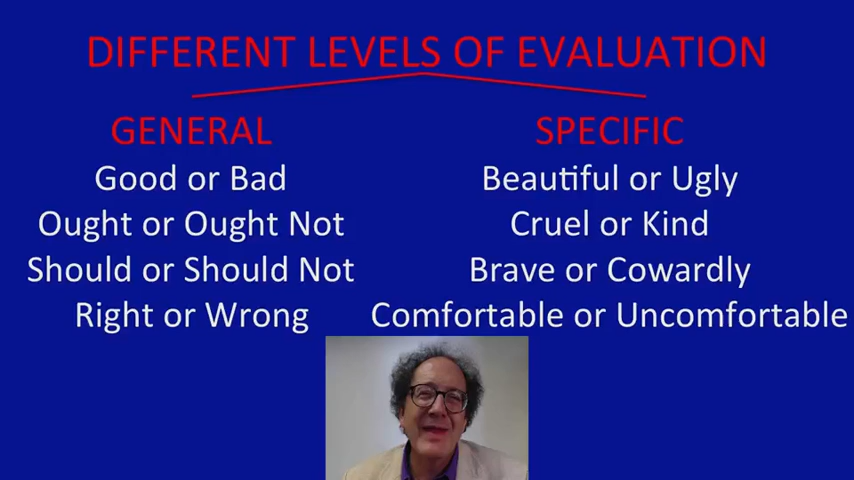 DIFFERENT LEVELS OF EVALUATION
GENERAL
Good or Bad
Ought or Ought Not
Should or Should Not
Right or Wrong
SPECIFIC
Beautiful or Ugly
Cruel or Kind
Brave or Cowardly
Comfortable or Uncomfortable